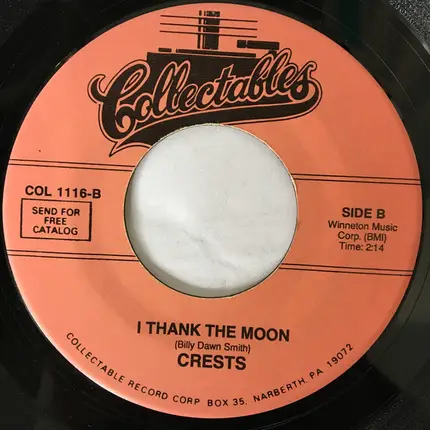 Collectables
COL 1116-B
SEND FOR
FREE
CATALOG
SIDE B
Winneton Music
Corp. (BMI)
Time: 2:14
I THANK THE MOON
(Billy Dawn Smith)
CRESTS
COLLECTABLE RECORD CORP BOX 35, NARBERTH, PA 19072